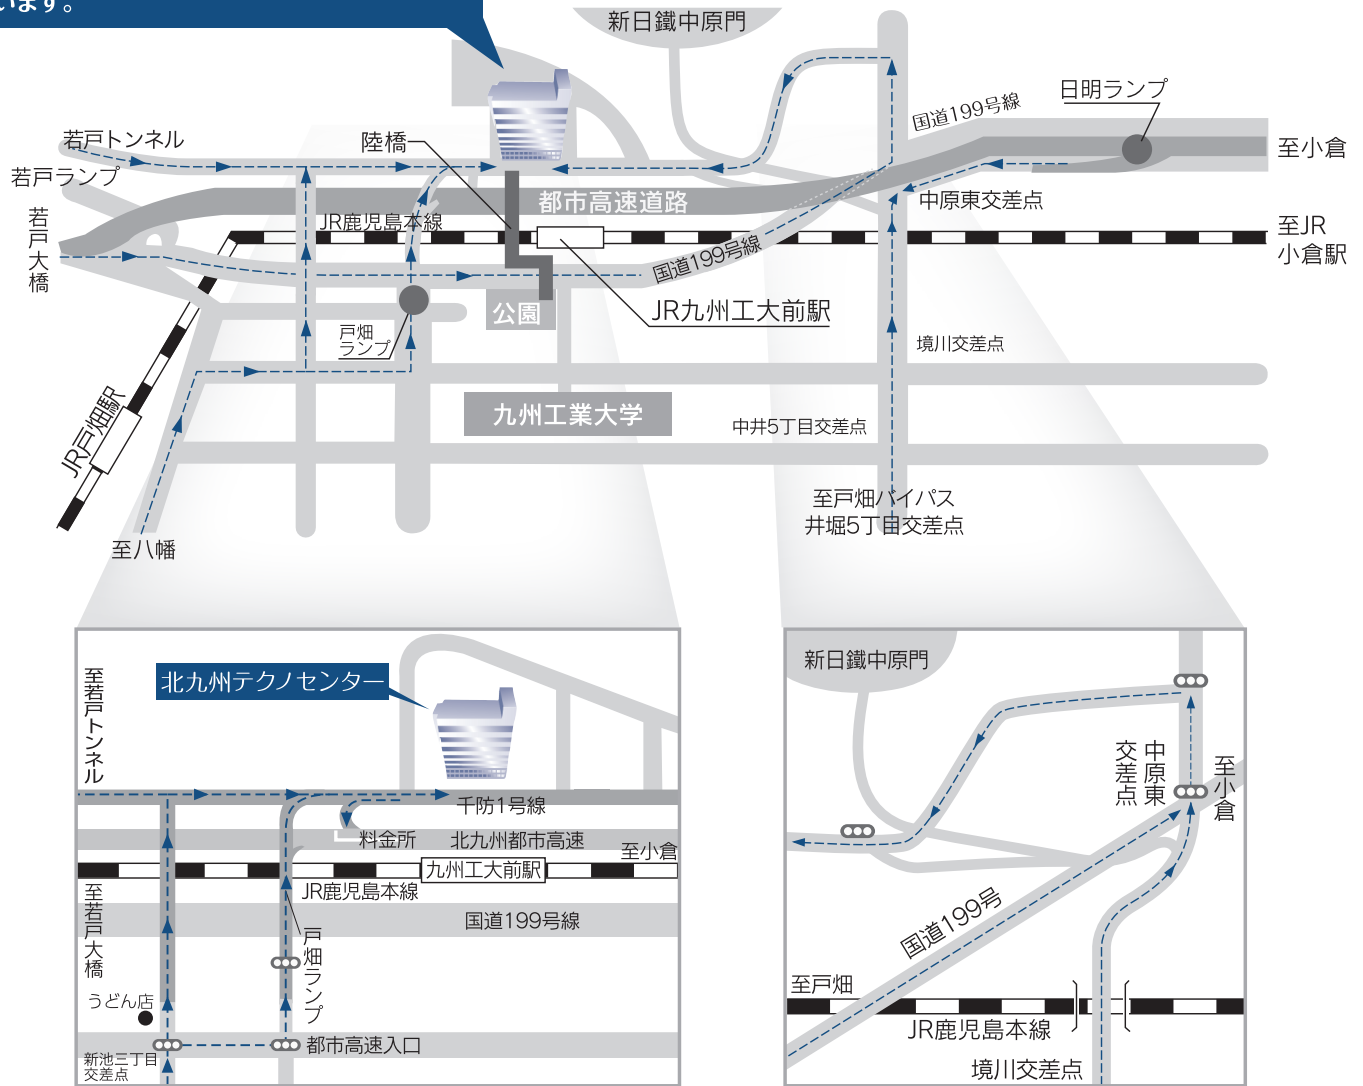 います。
新日鐵中原門
日明ランプ
国道199号線
若戸トンネル
陸橋
至小倉
若戸ランプ
都市高速道路
中原東交差点
若戸大橋
JR鹿児島本線
至JR
小倉駅
国道199号線
公園
JR九州工大前駅
戸畑
ランプ
境川交差点
JR戸畑駅
九州工業大学
中井5丁目交差点
至戸畑バイパス
井堀5丁目交差点
至八幡
至若戸トンネル
北九州テクノセンター
千防1号線
料金所
北九州都市高速
至小倉
九州工大前駅
JR鹿児島本線
至若戸大橋
国道199号線
戸畑ランプ
うどん店
都市高速入口
新池三丁目
交差点
新日鐵中原門
中原東
交差点
至小倉
国道199号
至戸畑
JR鹿児島本線
境川交差点